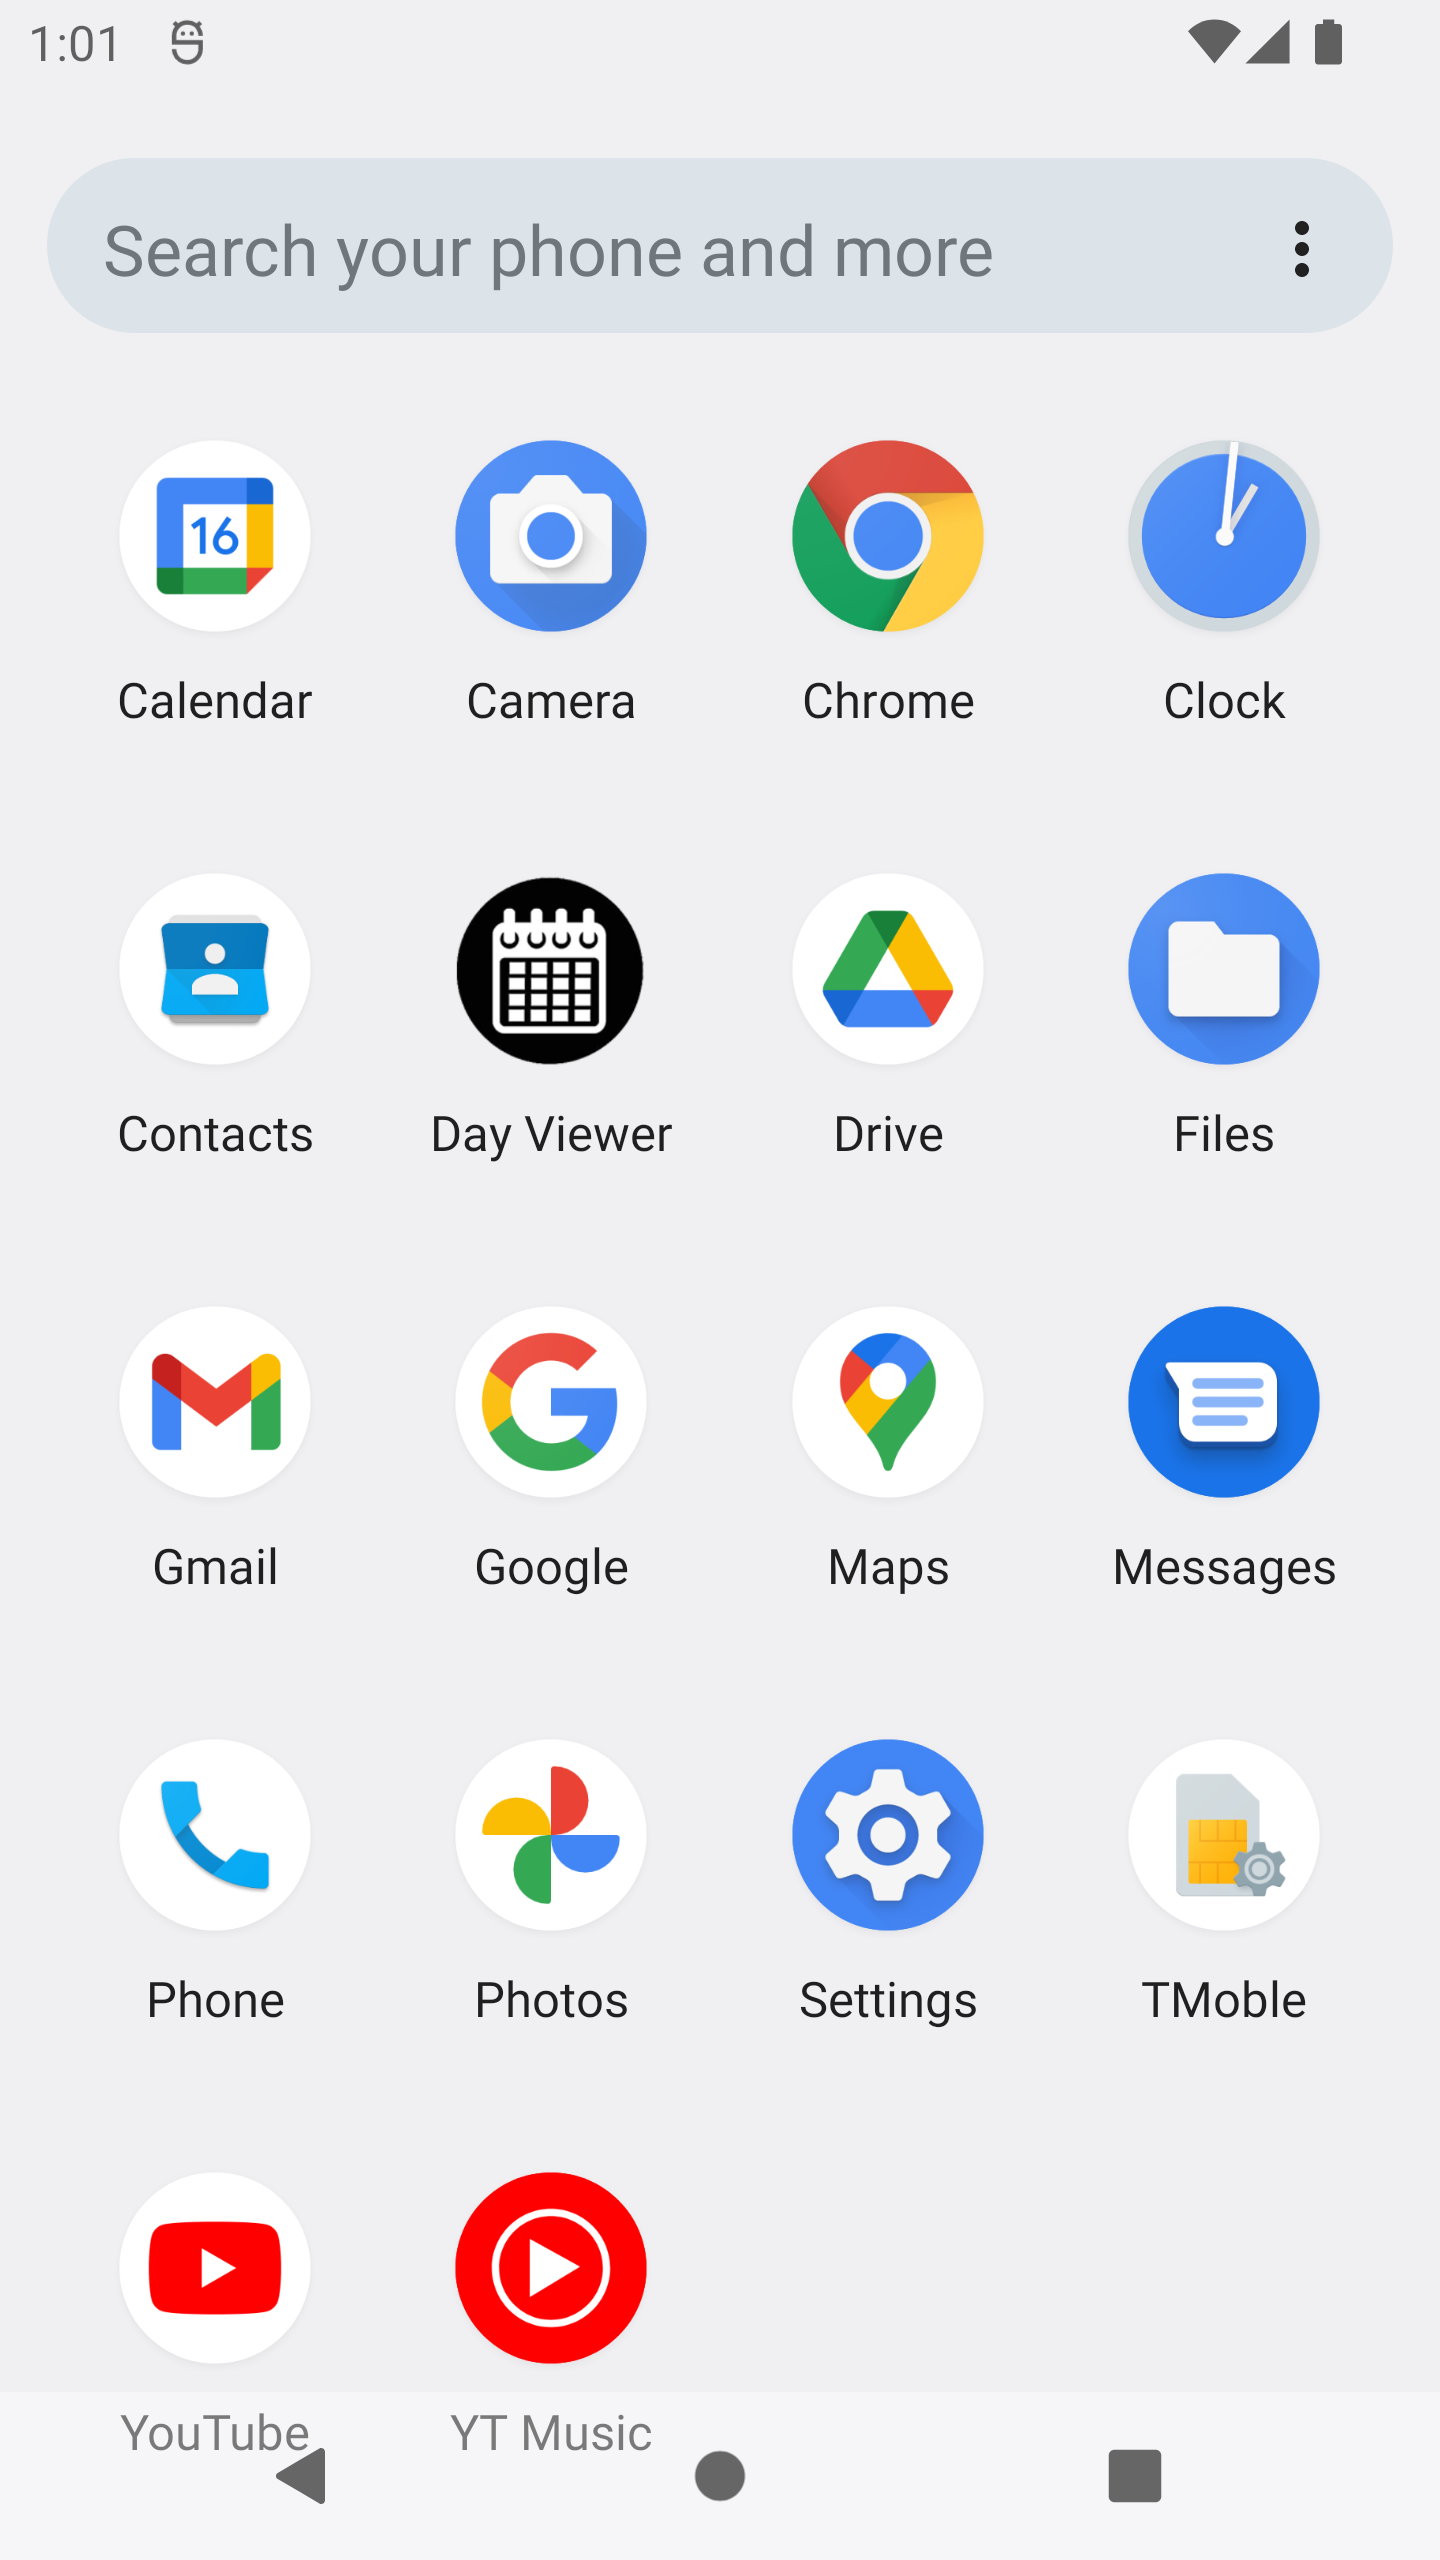 1:01
Search your phone and more
16
Calendar Camera Chrome Clock
Contacts Day Viewer Drive Files
Gmail Google Maps Messages
Phone Photos Settings TMoble
YouTube YT Music